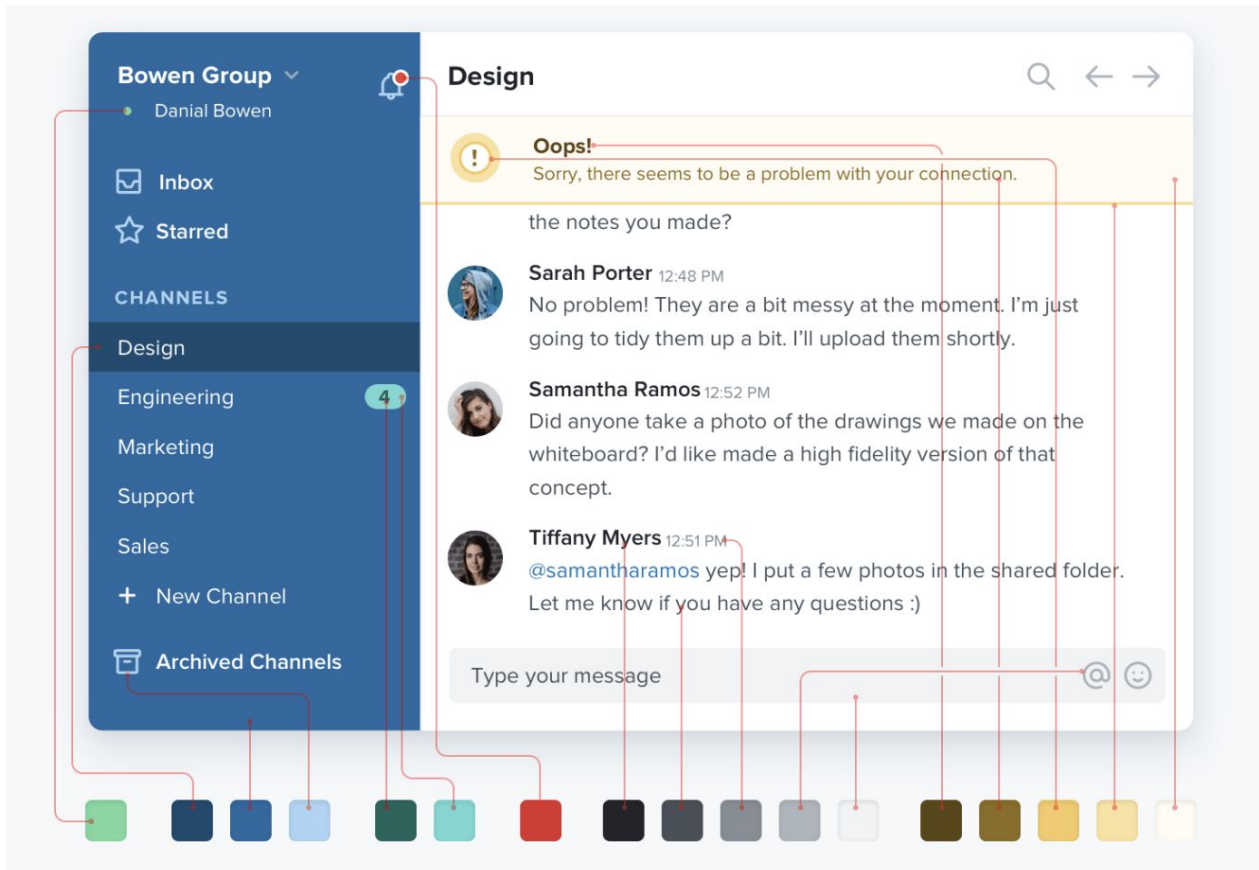 Bowen Group
Danial Bowen
Inbox
Starred
CHANNELS
Design
Engineering
4
Marketing
Support
Sales
+ New Channel
Archived Channels
Design
!
Oops!
Sorry, there seems to be a problem with your connection.
the notes you made?
Sarah Porter 12:48 PM
No problem! They are a bit messy at the moment. I’m just
going to tidy them up a bit. I’ll upload them shortly.
Samantha Ramos 12:52 PM
Did anyone take a photo of the drawings we made on the
whiteboard? I’d like made a high fidelity version of that
concept.
Tiffany Myers 12:51 PM
@samantharamos yep! I put a few photos in the shared folder.
Let me know if you have any questions :)
Type your message
@